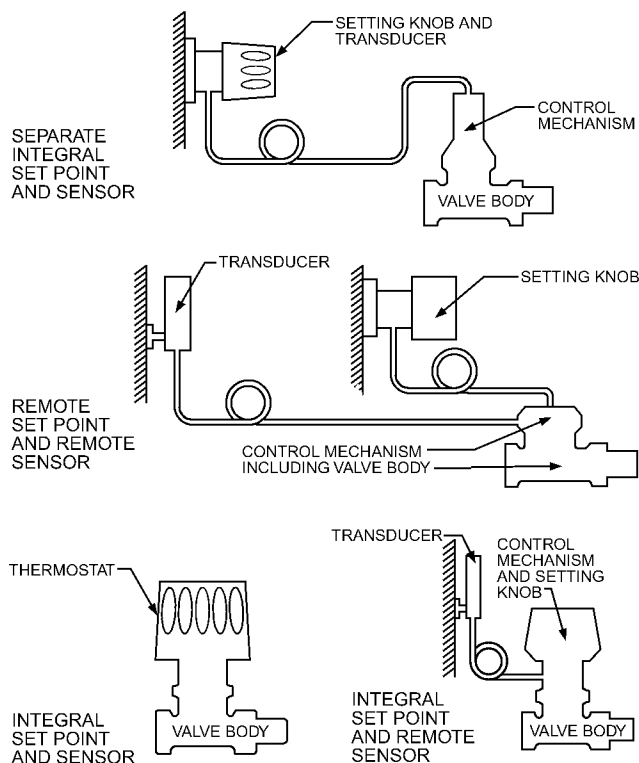 SETTING KNOB AND
TRANSDUCER
CONTROL
MECHANISM
SEPARATE
INTEGRAL
SET POINT
AND SENSOR
VALVE BODY
TRANSDUCER
SETTING KNOB
REMOTE
SET POINT
AND REMOTE
SENSOR
CONTROL MECHANISM
INCLUDING VALVE BODY
THERMOSTAT
INTEGRAL
SET POINT
AND SENSOR
VALVE BODY
TRANSDUCER
CONTROL
MECHANISM
AND SETTING
KNOB
INTEGRAL
SET POINT
AND REMOTE
SENSOR
VALVE BODY